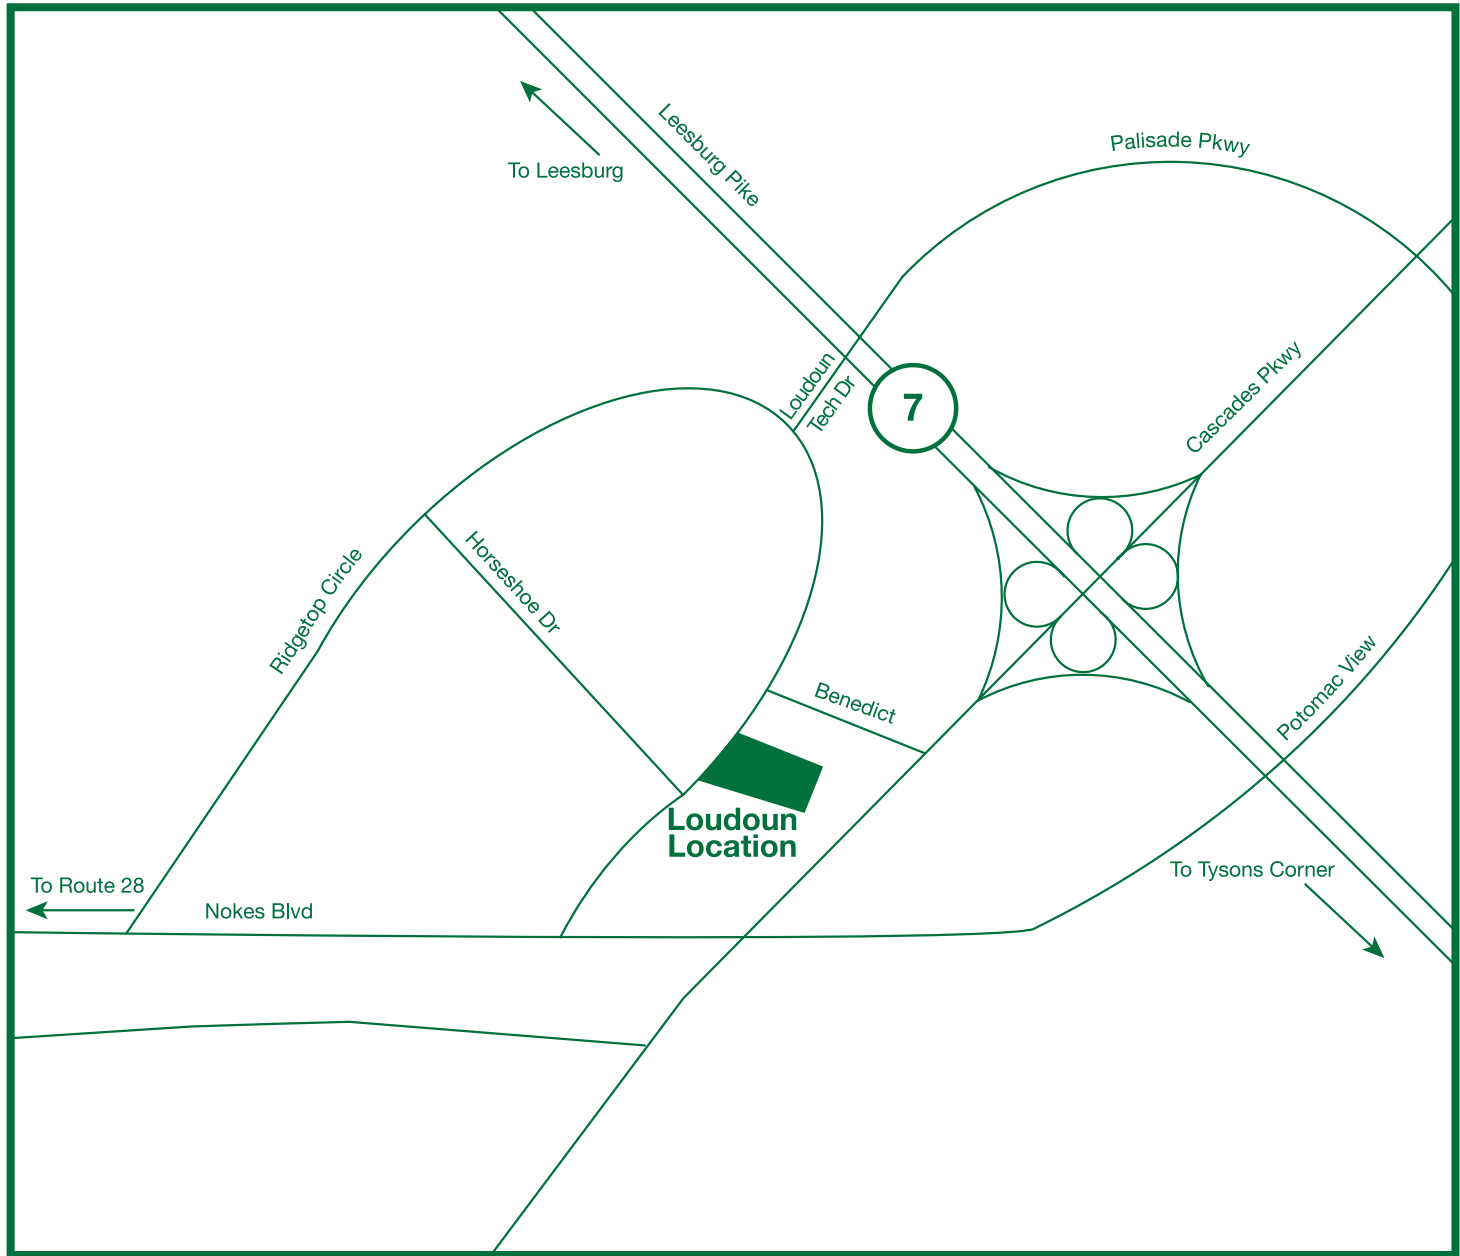 Leesburg Pike
To Leesburg
Palisade Pkwy
Loudoun
Tech Dr
7
Cascades Pkwy
Ridgetop Circle
Horseshoe Dr
Benedict
Potomac View
Loudoun
Location
To Tysons Corner
To Route 28
Nokes Blvd